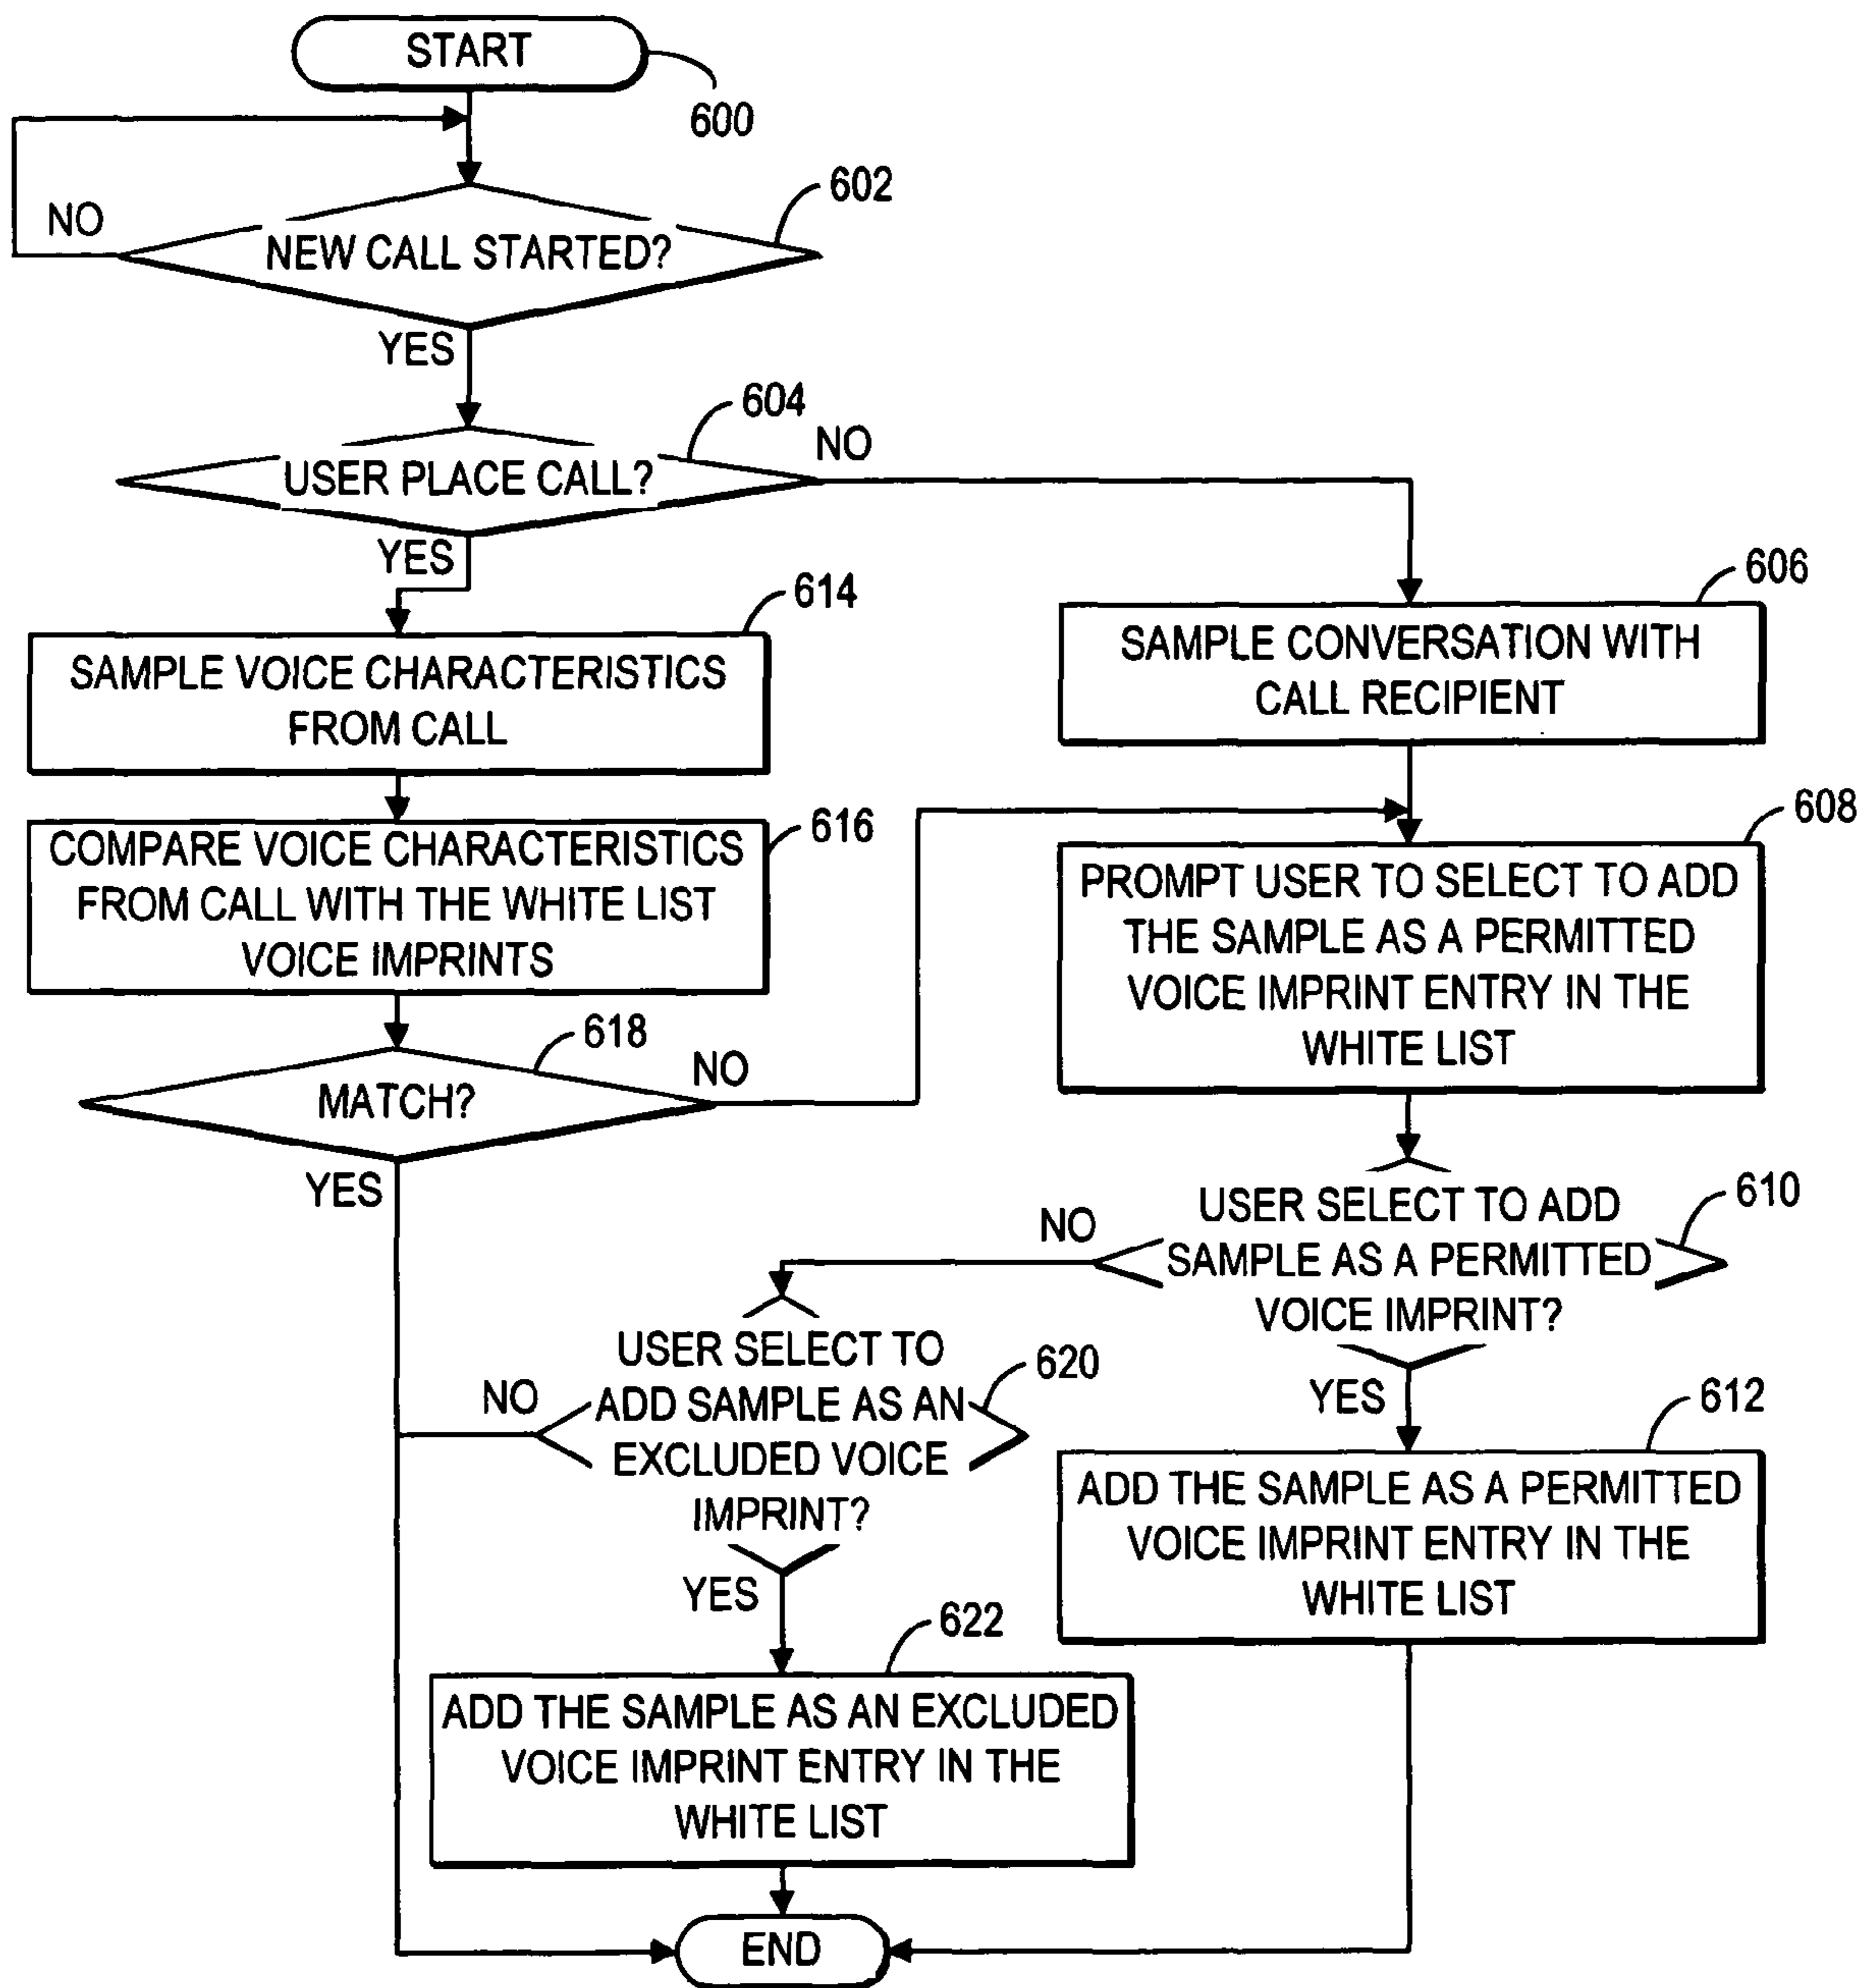 START
600
602
NO
NEW CALL STARTED?
YES
604
NO
USER PLACE CALL?
YES
614
606
SAMPLE VOICE CHARACTERISTICS
FROM CALL
SAMPLE CONVERSATION WITH
CALL RECIPIENT
616
608
COMPARE VOICE CHARACTERISTICS
FROM CALL WITH THE WHITE LIST
VOICE IMPRINTS
PROMPT USER TO SELECT TO ADD
THE SAMPLE AS A PERMITTED
VOICE IMPRINT ENTRY IN THE
WHITE LIST
618
NO
MATCH?
YES
610
NO
USER SELECT TO ADD
SAMPLE AS A PERMITTED
VOICE IMPRINT?
YES
620
NO
USER SELECT TO
ADD SAMPLE AS AN
EXCLUDED VOICE
IMPRINT?
YES
612
ADD THE SAMPLE AS A PERMITTED
VOICE IMPRINT ENTRY IN THE
WHITE LIST
622
ADD THE SAMPLE AS AN EXCLUDED
VOICE IMPRINT ENTRY IN THE
WHITE LIST
END